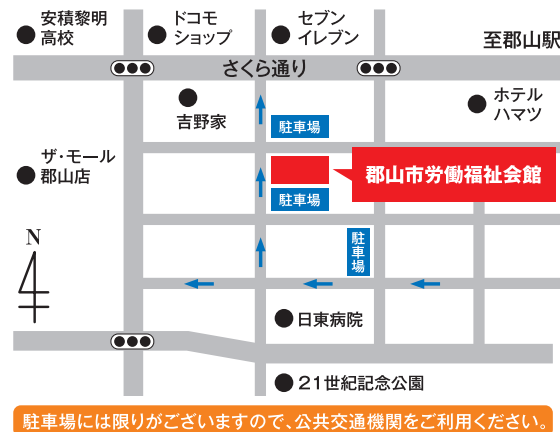 安積黎明
高校
ドコモ
ショップ
セブン
イレブン
至郡山駅
さくら通り
吉野家
駐車場
ホテル
ハマツ
ザ・モール
郡山店
郡山市労働福祉会館
駐車場
N
駐車場
日東病院
21世紀記念公園
駐車場には限りがございますので、公共交通機関をご利用ください。